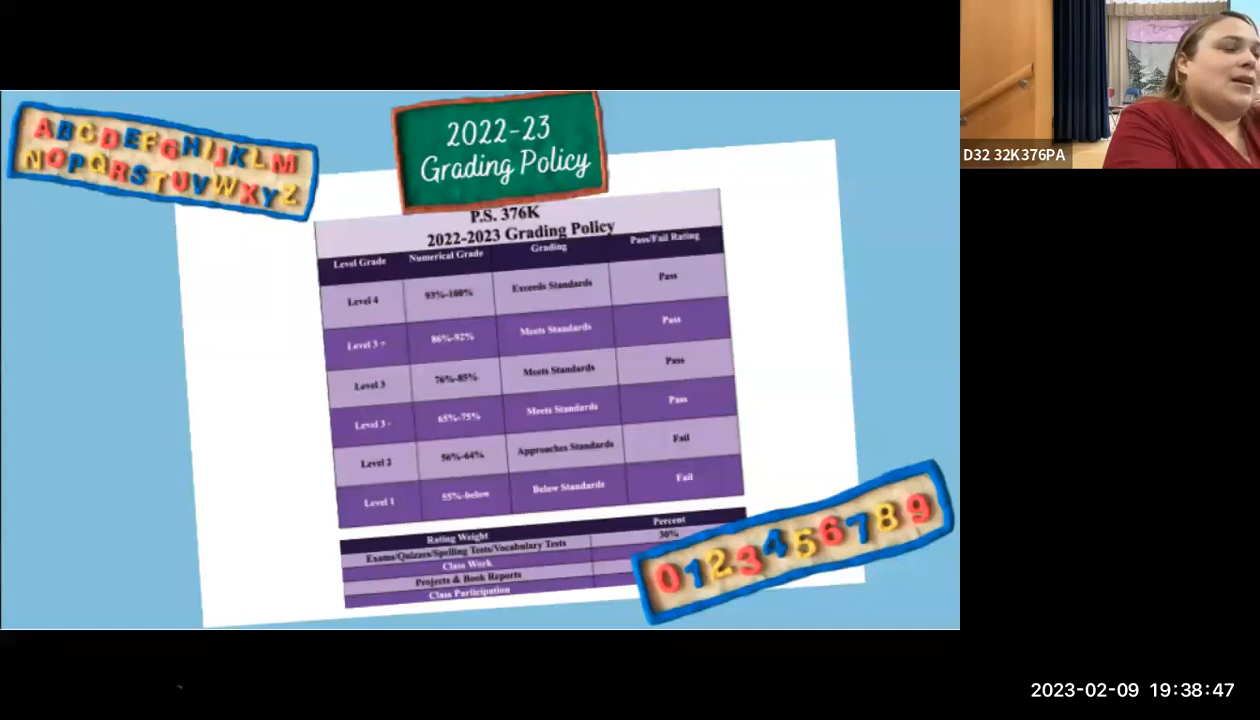 ABCDEFGHIJKLM
NOPQRSTUVWXYZ
2022-23
Grading Policy
P.S. 376K
2022-2023 Grading Policy
Level Grade Numerical Grade Grading Pass/Fail Rating
Level 4 93%-100% Exceeds Standards Pass
Level 3 + 86%-92% Meets Standards Pass
Level 3 76%-85% Meets Standards Pass
Level 3 - 65%-75% Meets Standards Pass
Level 2 56%-64% Approaches Standards Fail
Level 1 55%-below Below Standards Fail
Rating Weight Percent
Exams/Quizzes/Spelling Tests/Vocabulary Tests 30%
Class Work
Projects & Book Reports
Class Participation
0123456789
D32 32K376PA
2023-02-09 19:38:47